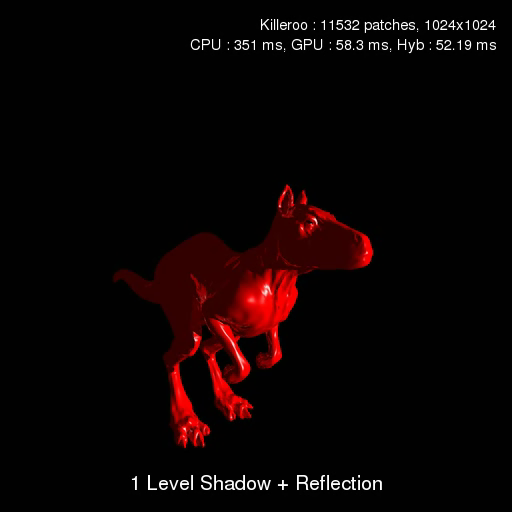 Killeroo : 11532 patches, 1024x1024
CPU : 351 ms, GPU : 58.3 ms, Hyb : 52.19 ms
1 Level Shadow + Reflection